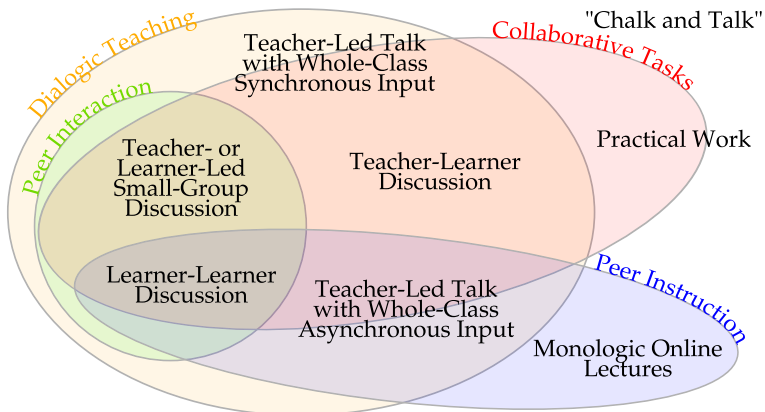 "Chalk and Talk"
Dialogic Teaching
Collaborative Tasks
Teacher-Led Talk
with Whole-Class
Synchronous Input
Peer Interaction
Practical Work
Teacher- or
Learner-Led
Small-Group
Discussion
Teacher-Learner
Discussion
Peer Instruction
Learner-Learner
Discussion
Teacher-Led Talk
with Whole-Class
Asynchronous Input
Monologic Online
Lectures